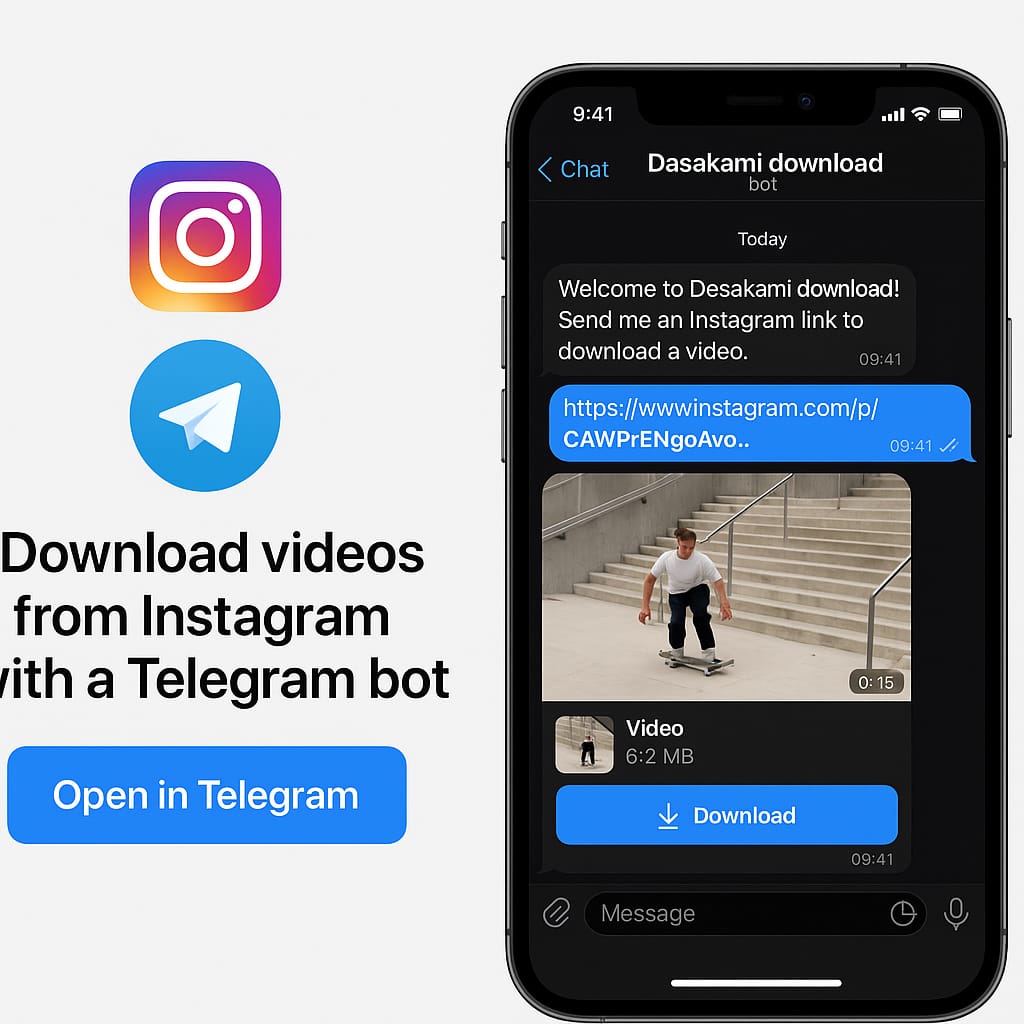 Download videos
from Instagram
with a Telegram bot
Open in Telegram
9:41
Chat
Dasakami download
bot
Today
Welcome to Desakami download!
Send me an Instagram link to
download a video.
09:41
https://wwwinstagram.com/p/
CAWPrENgoAvo..
09:41
0:15
Video
6:2 MB
Download
09:41
Message